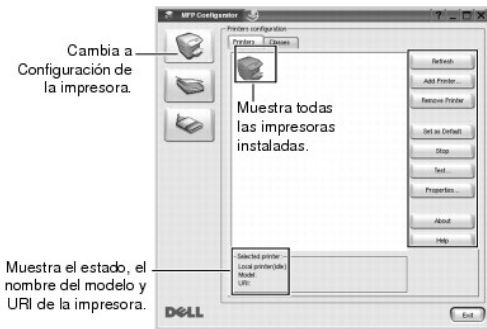 MFP Configurator
Printers configuration
Printers Classes
Cambia a
Configuración de
la impresora.
Muestra todas
las impresoras
instaladas.
Refresh
Add Printer...
Remove Printer
Set as Default
Stop
Test...
Properties...
About
Help
Selected printer:
Local printer(idle)
Model:
URI:
Muestra el estado, el
nombre del modelo y
URI de la impresora.
DELL
Exit